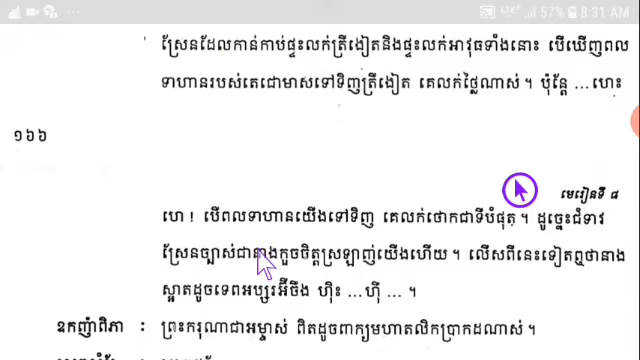 LTE 57% 8:31 AM
ស្រែនដែលកាន់កាប់ផ្ទះលក់ត្រីងៀតនិងផ្ទះលក់អាវុធទាំងនោះ បើឃើញពល
ទាហានរបស់តេជោមាសទៅទិញត្រីងៀត គេលក់ថ្លៃណាស់ ។ ប៉ុន្តែ ...ហេះ
១៦៦
មេរៀនទី ៨
ហេ ! បើពលទាហានយើងទៅទិញ គេលក់ថោកជាទីបំផុត ។ ដូច្នេះជំទាវ
ស្រែនច្បាស់ជានាងកួចចិត្តស្រឡាញ់យើងហើយ ។ លើសពីនេះទៀតឮថានាង
ស្អាតដូចទេពអប្សរអ៊ីចឹង ហ៊ិះ ...ហ៊ី ... ។
ឧកញ៉ាពិភា : ព្រះករុណាជាអម្ចាស់ ពិតដូចពាក្យមហាតលិកប្រាកដណាស់ ។